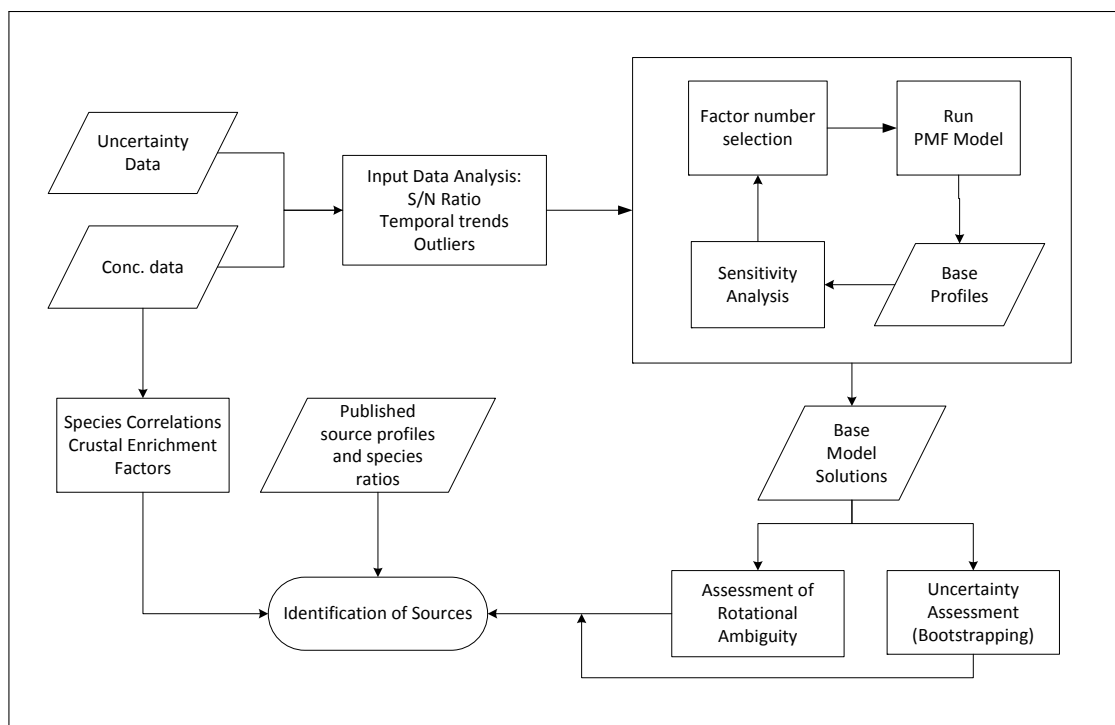 Uncertainty
Data
Conc. data
Input Data Analysis:
S/N Ratio
Temporal trends
Outliers
Factor number
selection
Run
PMF Model
Sensitivity
Analysis
Base
Profiles
Species Correlations
Crustal Enrichment
Factors
Published
source profiles
and species
ratios
Base
Model
Solutions
Identification of Sources
Assessment of
Rotational
Ambiguity
Uncertainty
Assessment
(Bootstrapping)